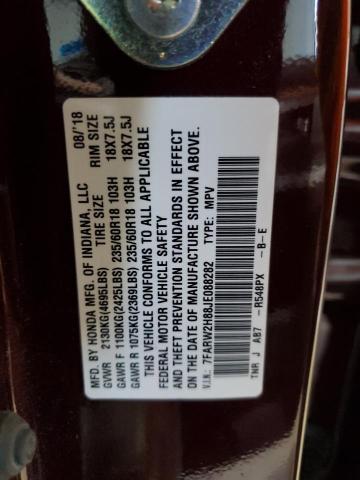 MFD. BY HONDA MFG. OF INDIANA, LLC 08/'18
GVWR 2130KG(4695LBS) TIRE SIZE RIM SIZE
GAWR F 1100KG(2425LBS) 235/60R18 103H 18X7.5J
GAWR R 1075KG(2369LBS) 235/60R18 103H 18X7.5J
THIS VEHICLE CONFORMS TO ALL APPLICABLE
FEDERAL MOTOR VEHICLE SAFETY
AND THEFT PREVENTION STANDARDS IN EFFECT
ON THE DATE OF MANUFACTURE SHOWN ABOVE.
V.I.N.: 7FARW2H88JE088282 TYPE: MPV
TNR J AB7 -R548PX -B-E